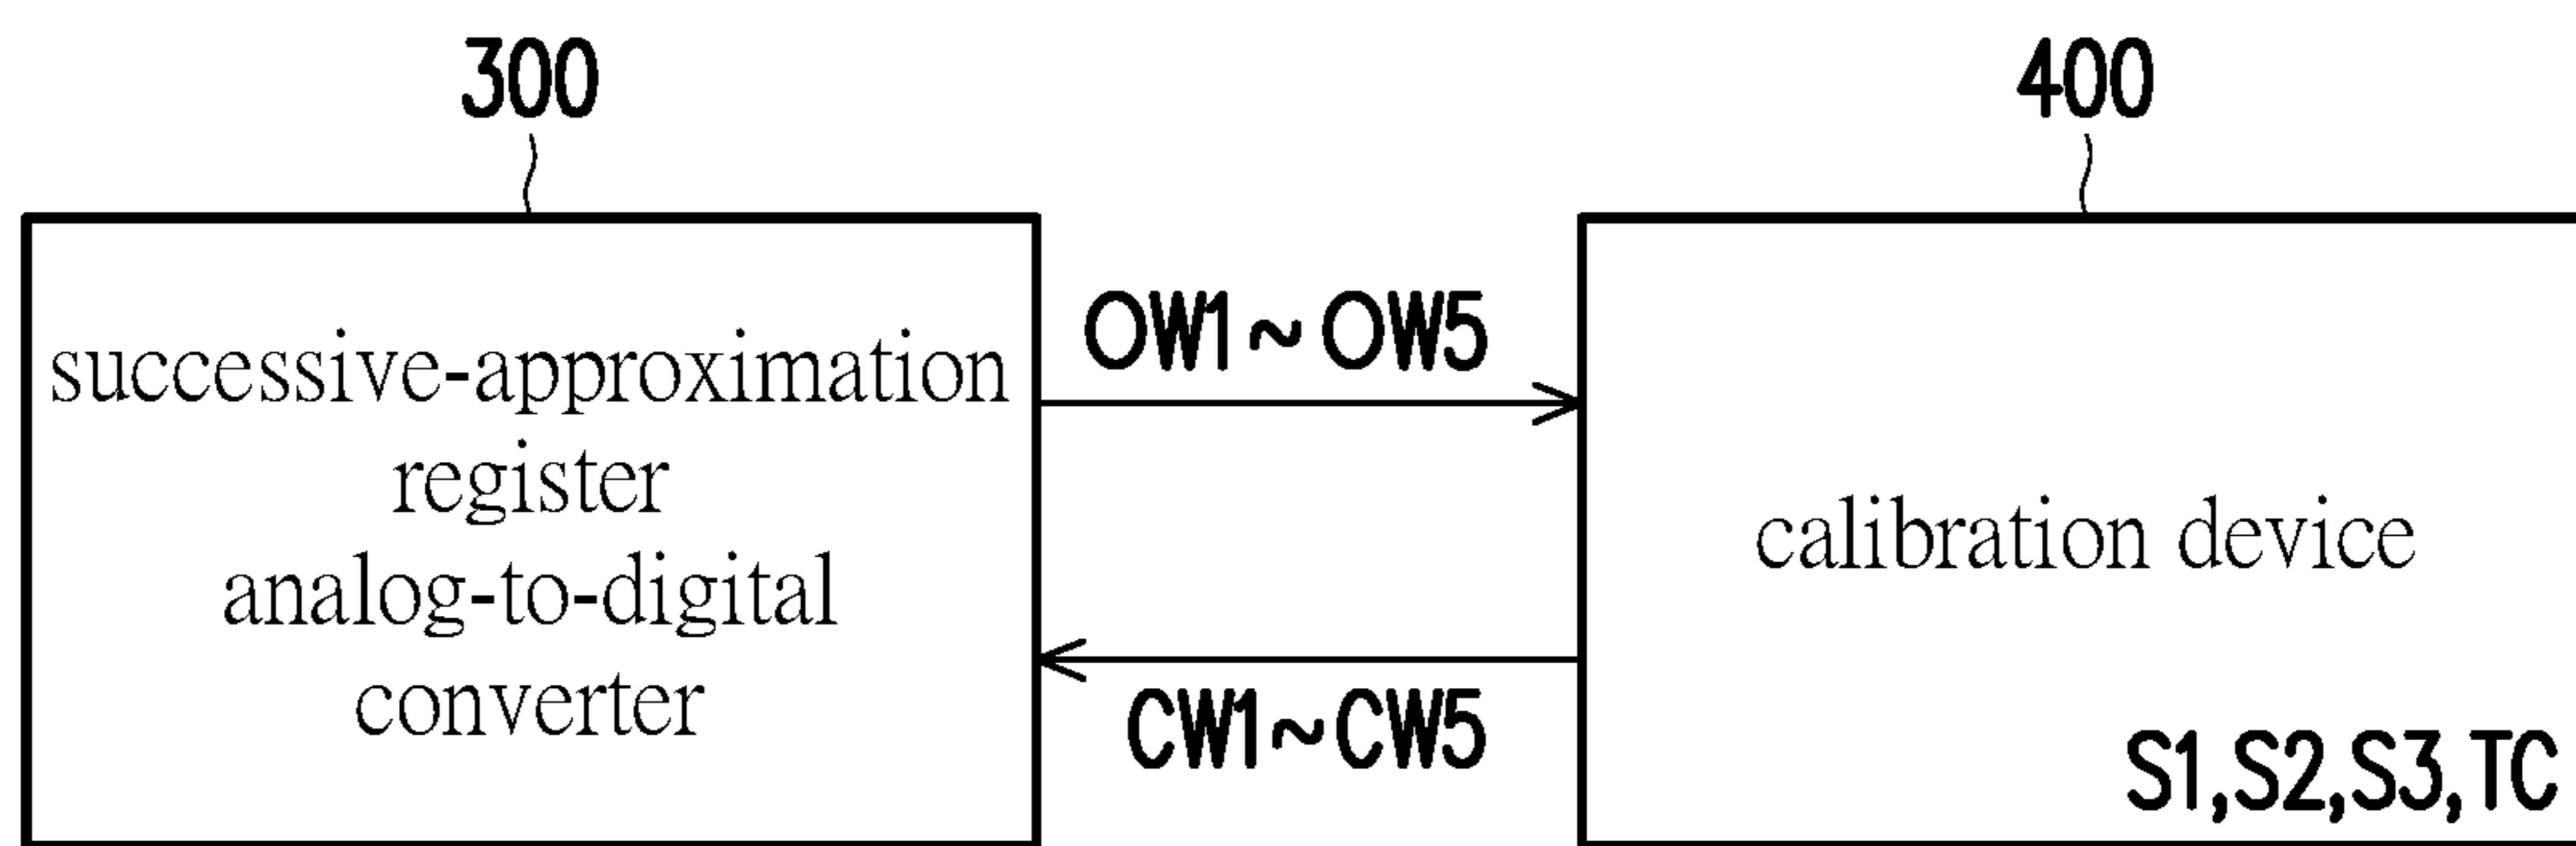 300
400
successive-approximation
register
analog-to-digital
converter
OW1~OW5
CW1~CW5
calibration device
S1,S2,S3,TC